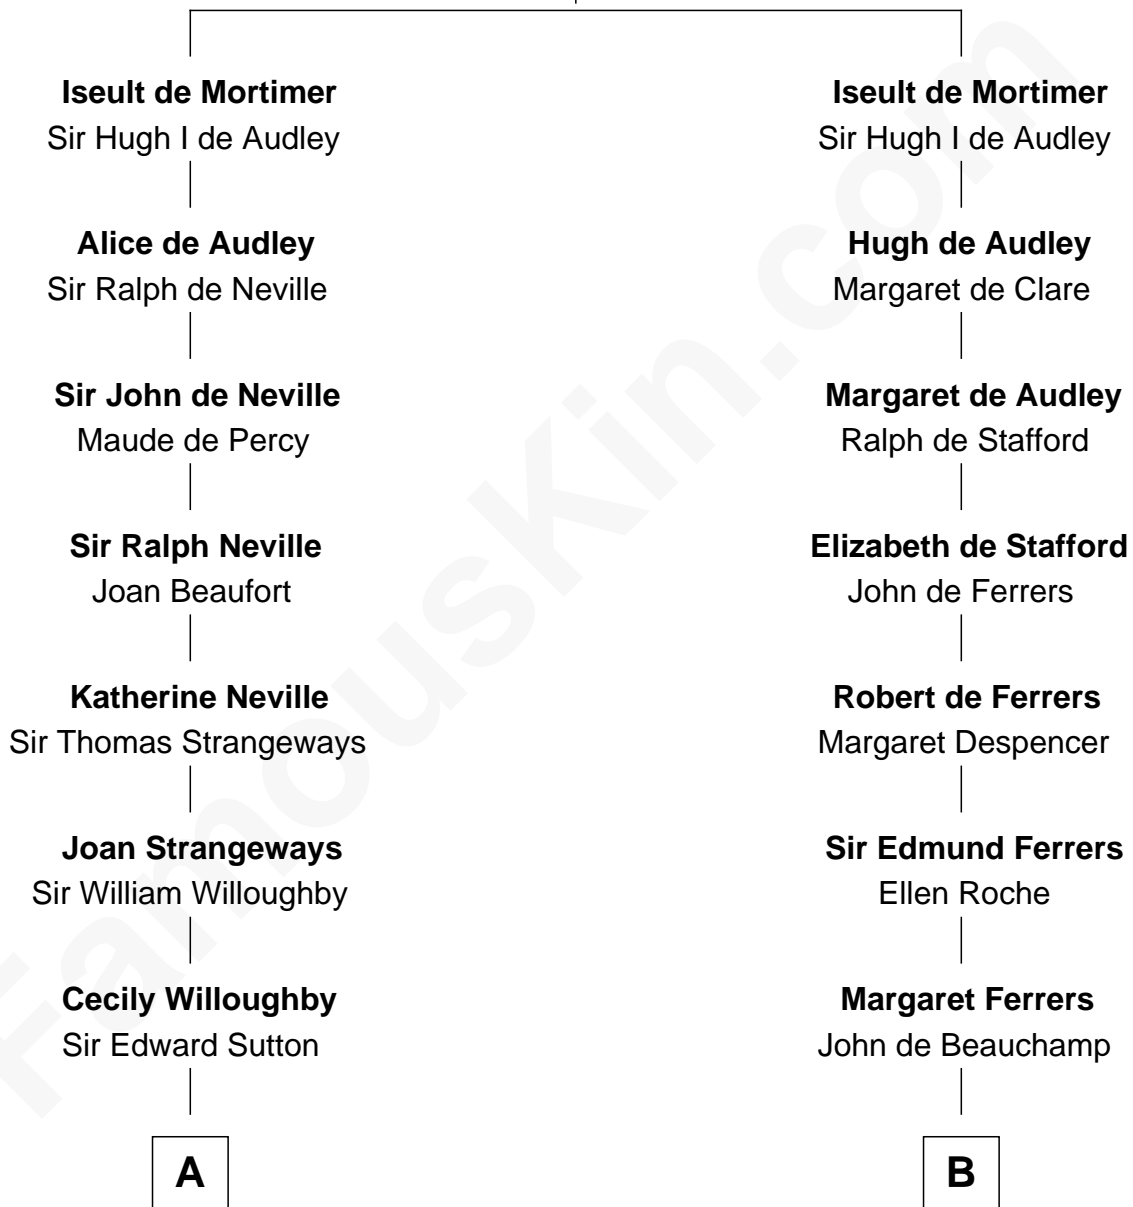 Iseult de Mortimer
Sir Hugh I de Audley
Alice de Audley
Sir Ralph de Neville
Sir John de Neville
Maude de Percy
Sir Ralph Neville
Joan Beaufort
Katherine Neville
Sir Thomas Strangeways
Joan Strangeways
Sir William Willoughby
Cecily Willoughby
Sir Edward Sutton
A
Iseult de Mortimer
Sir Hugh I de Audley
Hugh de Audley
Margaret de Clare
Margaret de Audley
Ralph de Stafford
Elizabeth de Stafford
John de Ferrers
Robert de Ferrers
Margaret Despencer
Sir Edmund Ferrers
Ellen Roche
Margaret Ferrers
John de Beauchamp
B
FamousKin.com